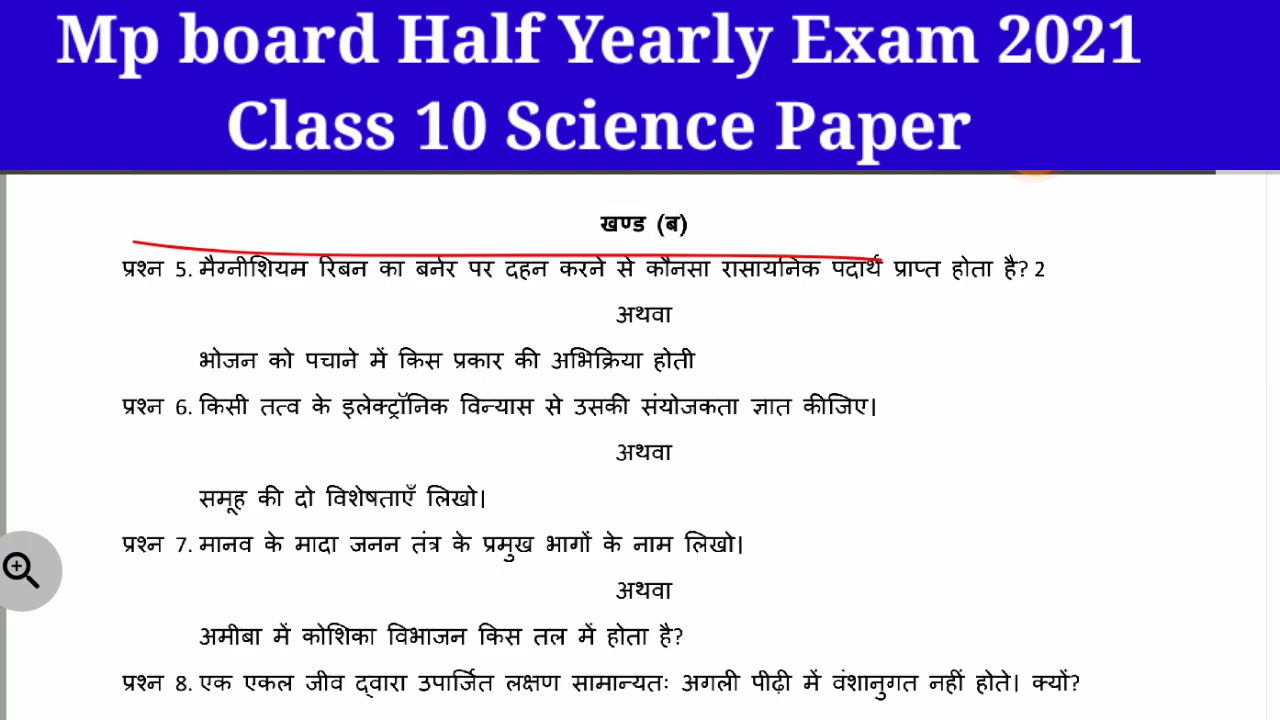 Mp board Half Yearly Exam 2021
Class 10 Science Paper
खण्ड (ब)
प्रश्न 5. मैग्नीशियम रिबन का बर्नर पर दहन करने से कौनसा रासायनिक पदार्थ प्राप्त होता है? 2
अथवा
भोजन को पचाने में किस प्रकार की अभिक्रिया होती
प्रश्न 6. किसी तत्व के इलेक्ट्रॉनिक विन्यास से उसकी संयोजकता ज्ञात कीजिए।
अथवा
समूह की दो विशेषताएँ लिखो।
प्रश्न 7. मानव के मादा जनन तंत्र के प्रमुख भागों के नाम लिखो।
अथवा
अमीबा में कोशिका विभाजन किस तल में होता है?
प्रश्न 8. एक एकल जीव द्वारा उपार्जित लक्षण सामान्यतः अगली पीढ़ी में वंशानुगत नहीं होते। क्यों?